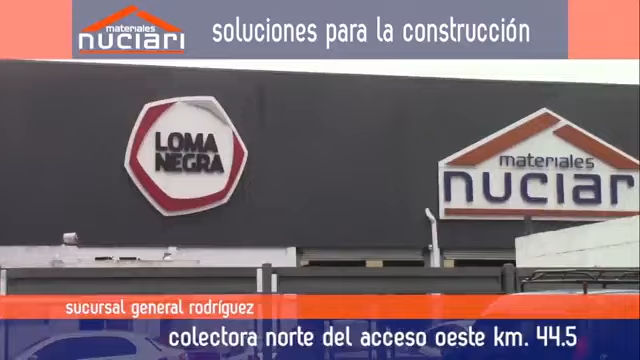 materiales
nuciari
soluciones para la construcción
LOMA
NEGRA
materiales
nuciari
sucursal general rodríguez
colectora norte del acceso oeste km. 44.5